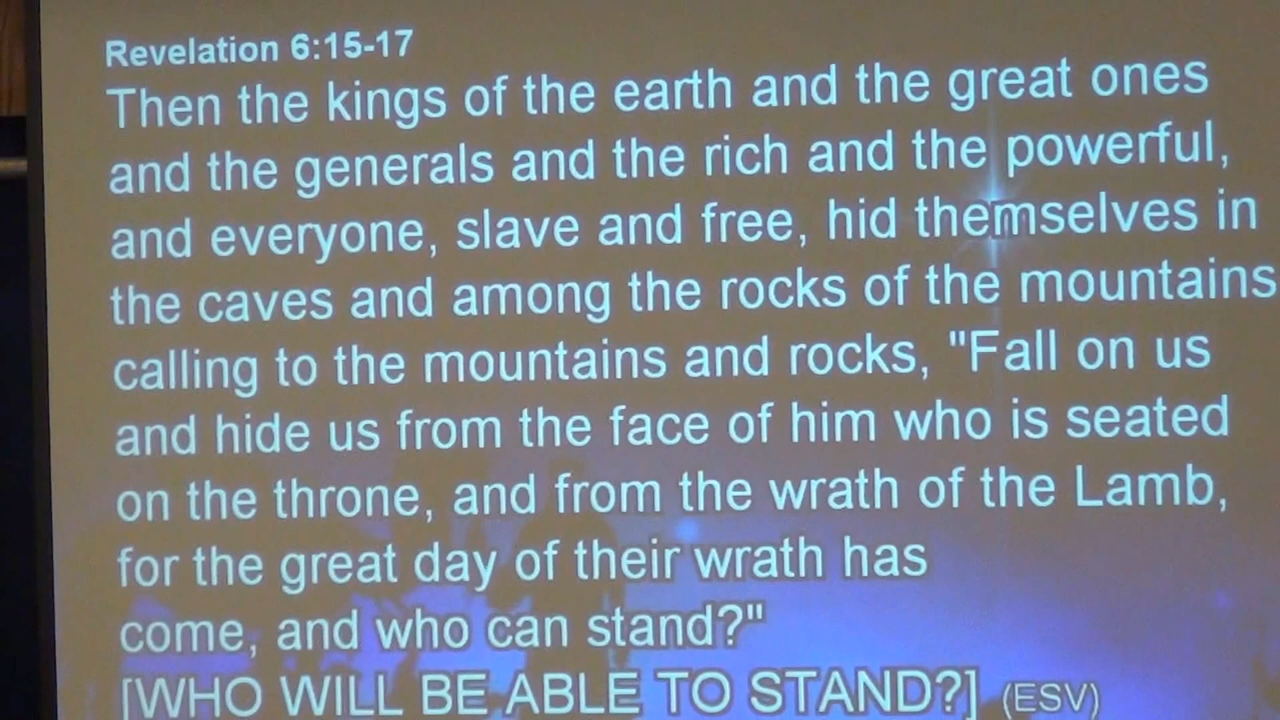 Revelation 6:15-17
Then the kings of the earth and the great ones
and the generals and the rich and the powerful,
and everyone, slave and free, hid themselves in
the caves and among the rocks of the mountains
calling to the mountains and rocks, "Fall on us
and hide us from the face of him who is seated
on the throne, and from the wrath of the Lamb,
for the great day of their wrath has
come, and who can stand?"
[WHO WILL BE ABLE TO STAND?] (ESV)